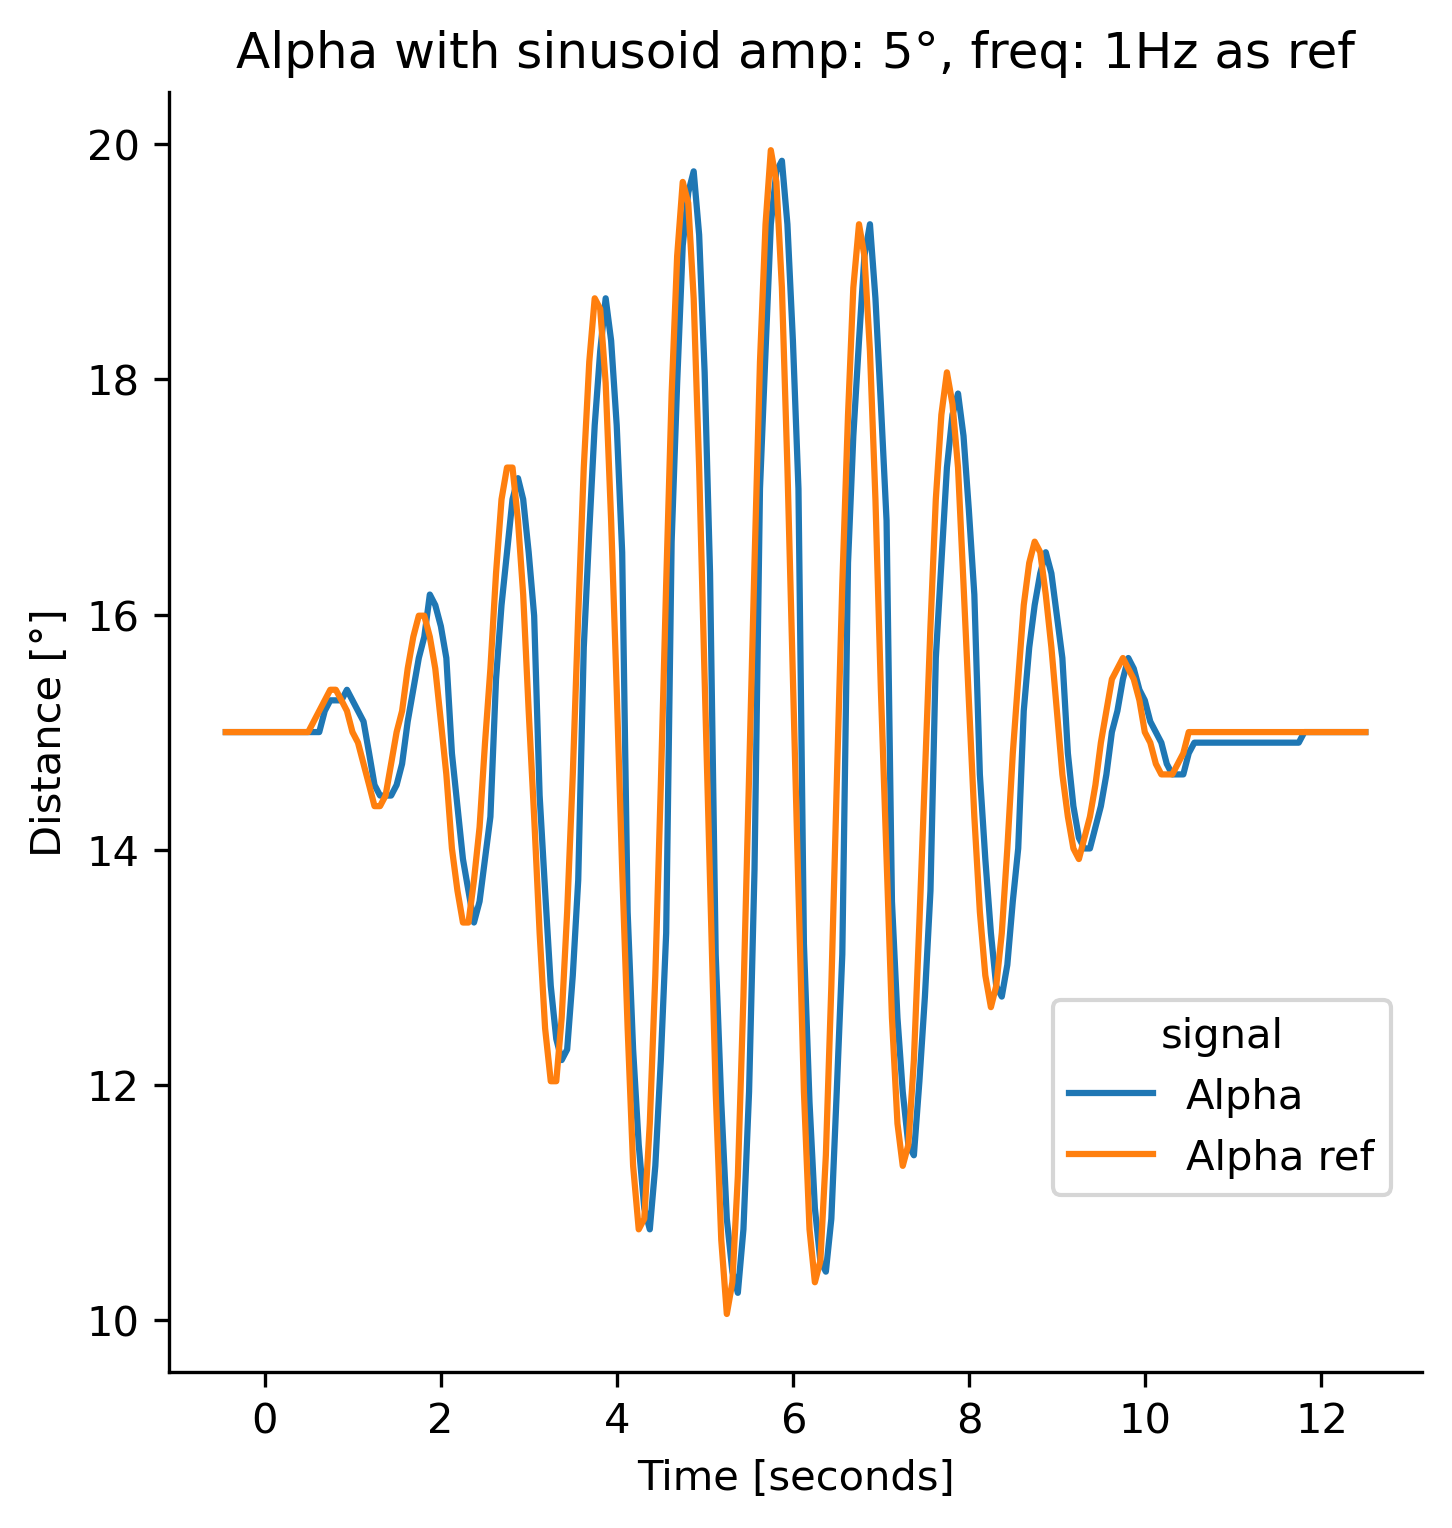 Alpha with sinusoid amp: 5°, freq: 1Hz as ref
20
18
16
14
12
10
Distance [°]
signal
Alpha
Alpha ref
0 2 4 6 8 10 12
Time [seconds]